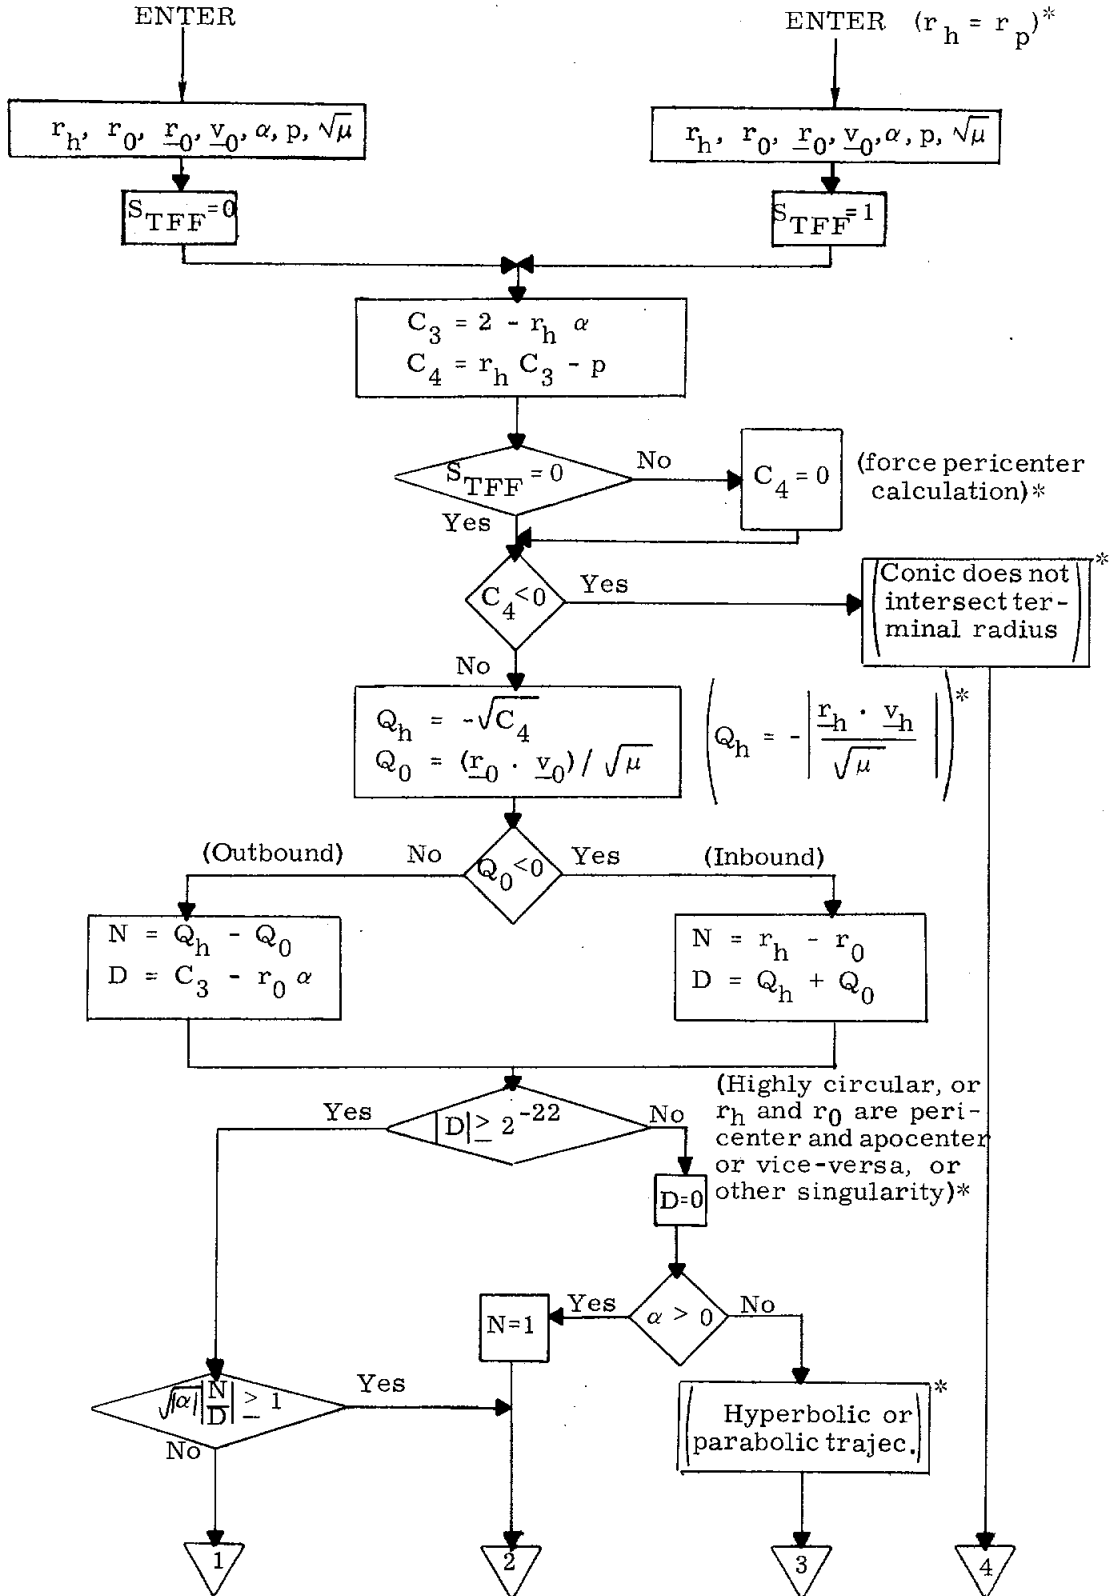 ENTER
ENTER (r_h = r_p)*
r_h, r_0, r_0, v_0, α, p, √μ
r_h, r_0, r_0, v_0, α, p, √μ
S_TFF = 0
S_TFF = 1
C_3 = 2 - r_h α
C_4 = r_h C_3 - p
S_TFF = 0
No
Yes
C_4 = 0
(force pericenter
calculation)*
C_4 < 0
Yes
No
(Conic does not
intersect ter-
minal radius)*
Q_h = -√C_4
Q_0 = (r_0 · v_0) / √μ
(Q_h = -|r_h · v_h / √μ|)*
(Outbound)
No
Q_0 < 0
Yes
(Inbound)
N = Q_h - Q_0
D = C_3 - r_0 α
N = r_h - r_0
D = Q_h + Q_0
Yes
|D| ≥ 2^-22
No
(Highly circular, or
r_h and r_0 are peri-
center and apocenter
or vice-versa, or
other singularity)*
D=0
N=1
Yes
α > 0
No
√|α| |N/D| ≥ 1
Yes
No
(Hyperbolic or
parabolic trajec.)*
1
2
3
4